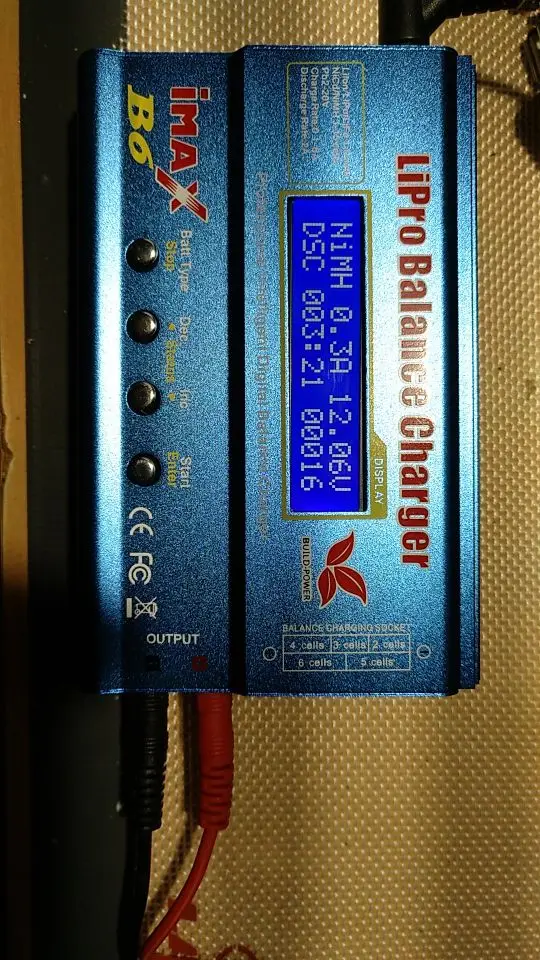 LiPro Balance Charger
NiMH 0.3A 12.06V
DSC 003:21 00016
DISPLAY
BUILD-POWER
BALANCE CHARGING SOCKET
4 cells 3 cells 2 cells
6 cells 5 cells
iMAX
B6
Batt. Type
Stop
Dec
Status
Inc
Start
Enter
CE FC
OUTPUT